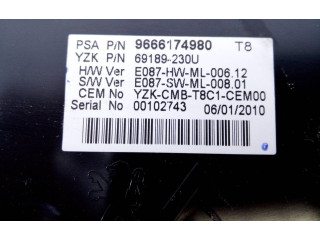 PSA P/N 9666174980 T8
YZK P/N 69189-230U
H/W Ver E087-HW-ML-006.12
S/W Ver E087-SW-ML-008.01
CEM No YZK-CMB-T8C1-CEM00
Serial No 00102743 06/01/2010